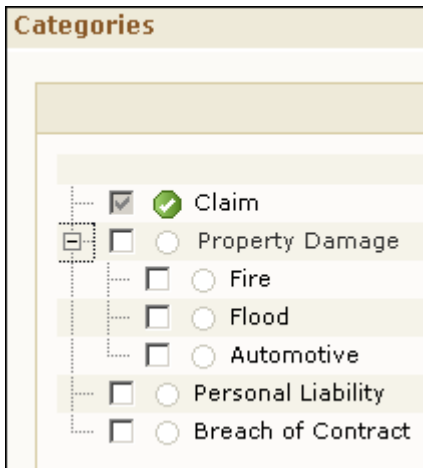 Categories
Claim
Property Damage
Fire
Flood
Automotive
Personal Liability
Breach of Contract